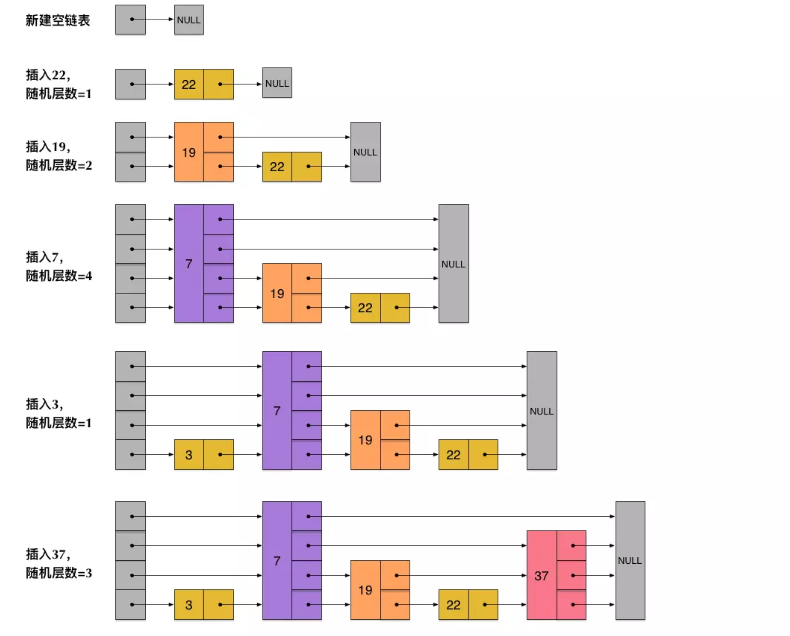 新建空链表
NULL
插入22,
随机层数=1
22
NULL
插入19,
随机层数=2
19
22
NULL
插入7,
随机层数=4
7
19
22
NULL
插入3,
随机层数=1
3
7
19
22
NULL
插入37,
随机层数=3
3
7
19
22
37
NULL